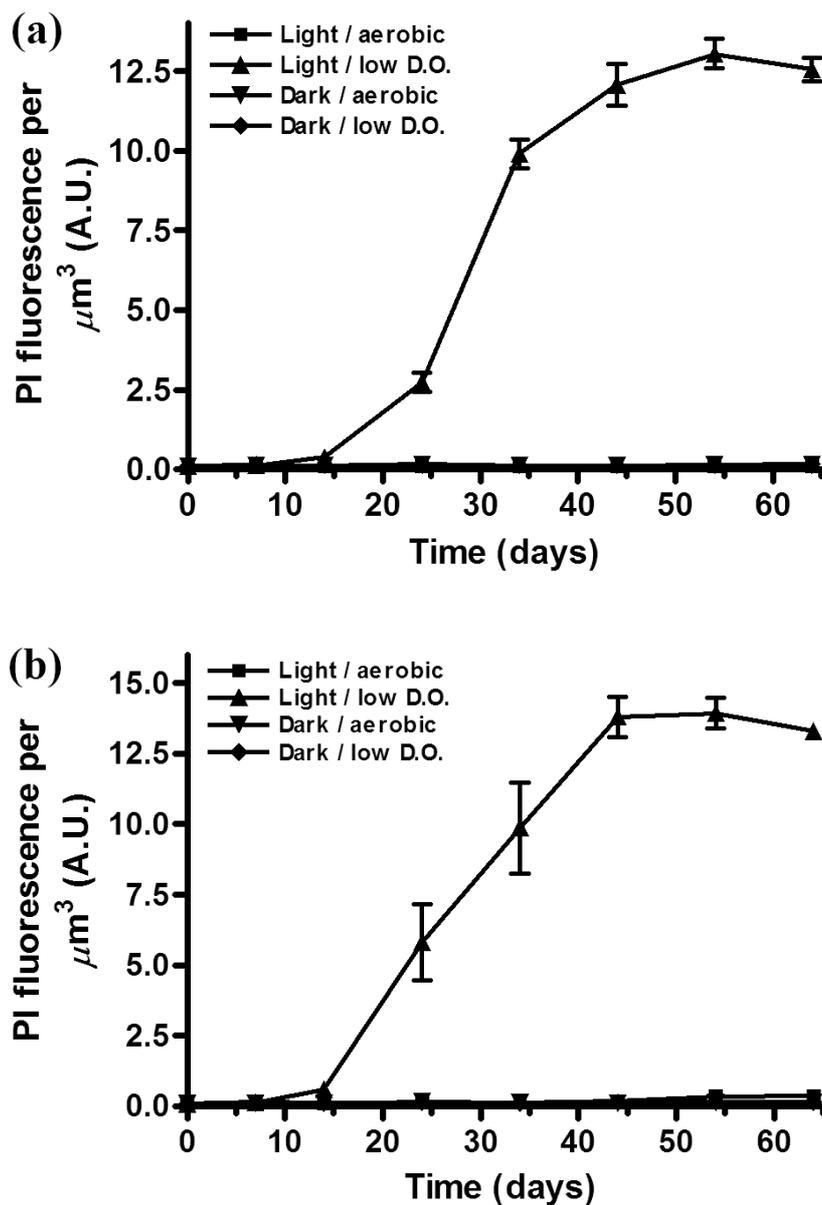 (a)
Light / aerobic
Light / low D.O.
Dark / aerobic
Dark / low D.O.
PI fluorescence per
μm³ (A.U.)
12.5
10.0
7.5
5.0
2.5
0.0
0 10 20 30 40 50 60
Time (days)
(b)
Light / aerobic
Light / low D.O.
Dark / aerobic
Dark / low D.O.
PI fluorescence per
μm³ (A.U.)
15.0
12.5
10.0
7.5
5.0
2.5
0.0
0 10 20 30 40 50 60
Time (days)